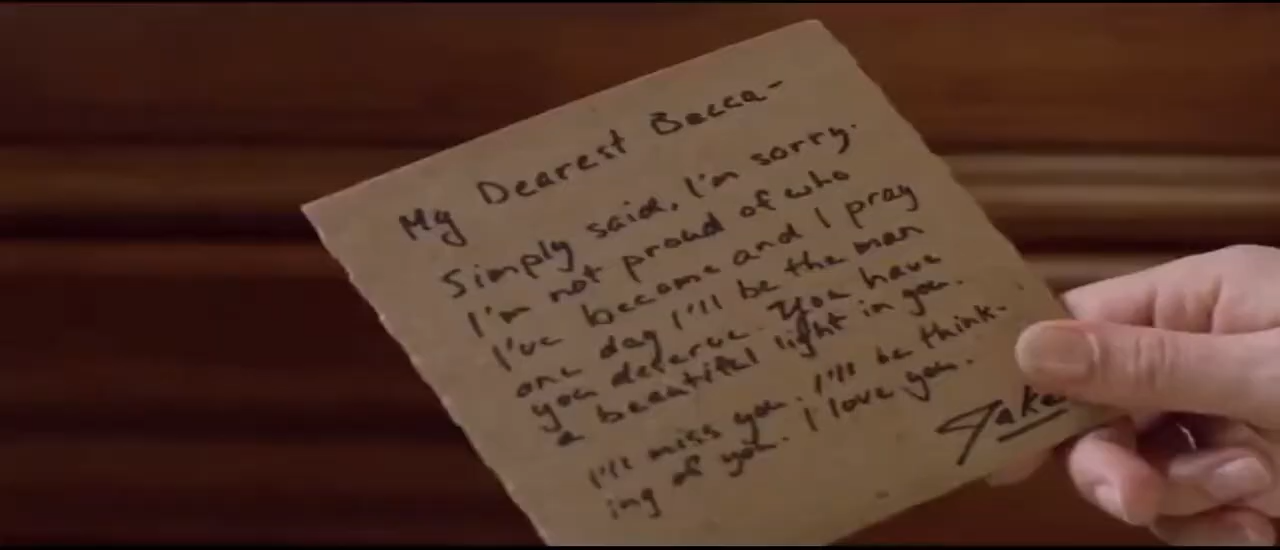 My Dearest Becca-
Simply said, I'm sorry.
I'm not proud of who
I've become and I pray
one day I'll be the man
you deserve. You have
a beautiful light in you.
I'll miss you. I'll be think-
ing of you. I love you.
Jake